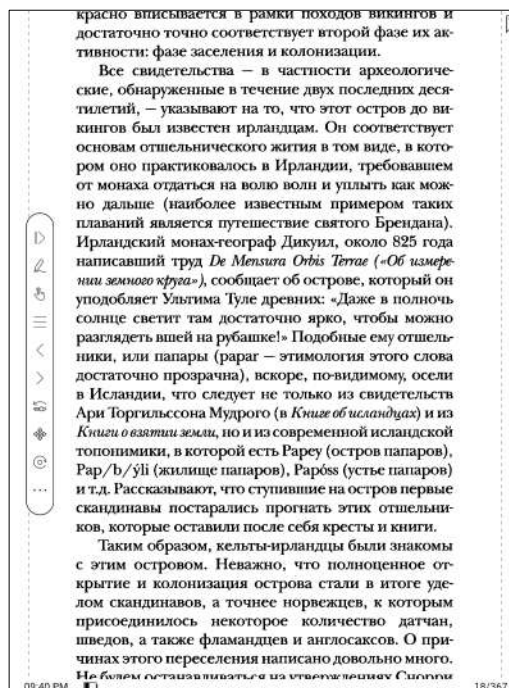 красно вписывается в рамки походов викингов и
достаточно точно соответствует второй фазе их ак-
тивности: фазе заселения и колонизации.
Все свидетельства — в частности археологиче-
ские, обнаруженные в течение двух последних деся-
тилетий, — указывают на то, что этот остров до ви-
кингов был известен ирландцам. Он соответствует
основам отшельнического жития в том виде, в кото-
ром оно практиковалось в Ирландии, требовавшем
от монаха отдаться на волю волн и уплыть как мож-
но дальше (наиболее известным примером таких
плаваний является путешествие святого Брендана).
Ирландский монах-географ Дикуил, около 825 года
написавший труд De Mensura Orbis Terrae («Об измере-
нии земного круга»), сообщает об острове, который он
уподобляет Ультима Туле древних: «Даже в полночь
солнце светит там достаточно ярко, чтобы можно
разглядеть вшей на рубашке!» Подобные ему отшель-
ники, или папары (papar — этимология этого слова
достаточно прозрачна), вскоре, по-видимому, осели
в Исландии, что следует не только из свидетельств
Ари Торгильссона Мудрого (в Книге об исландцах) и из
Книги о взятии земли, но и из современной исландской
топонимики, в которой есть Papey (остров папаров),
Pap/b/ýli (жилище папаров), Papóss (устье папаров)
и т.д. Рассказывают, что ступившие на остров первые
скандинавы постарались прогнать этих отшельни-
ков, которые оставили после себя кресты и книги.
Таким образом, кельты-ирландцы были знакомы
с этим островом. Неважно, что полноценное от-
крытие и колонизация острова стали в итоге уде-
лом скандинавов, а точнее норвежцев, к которым
присоединилось некоторое количество датчан,
шведов, а также фламандцев и англосаксов. О при-
чинах этого переселения написано довольно много.
Не будем останавливаться на утверждениях Снорри
09:40 PM 18/367